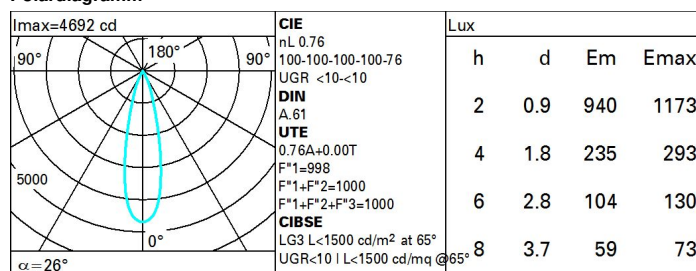 Imax=4692 cd
90°
180°
90°
5000
0°
α=26°
CIE
nL 0.76
100-100-100-100-76
UGR <10-<10
DIN
A.61
UTE
0.76A+0.00T
F"1=998
F"1+F"2=1000
F"1+F"2+F"3=1000
CIBSE
LG3 L<1500 cd/m² at 65°
UGR<10 | L<1500 cd/mq @65°
Lux
h d Em Emax
2 0.9 940 1173
4 1.8 235 293
6 2.8 104 130
8 3.7 59 73